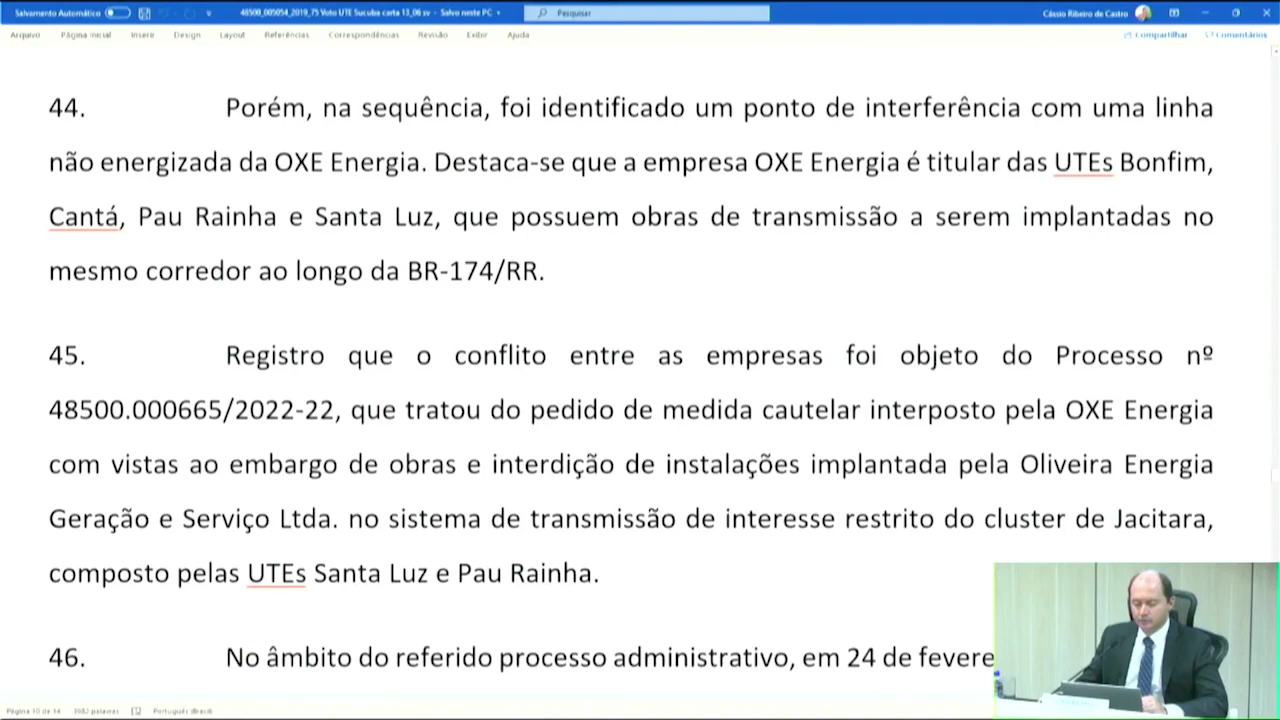 Salvamento Automático
48500_005054_2019_75 Voto UTE Sucuba carta 13_06 sv - Salvo neste PC
Pesquisar
Cássio Ribeiro de Castro
Arquivo Página Inicial Inserir Design Layout Referências Correspondências Revisão Exibir Ajuda
Compartilhar Comentários
44. Porém, na sequência, foi identificado um ponto de interferência com uma linha
não energizada da OXE Energia. Destaca-se que a empresa OXE Energia é titular das UTEs Bonfim,
Cantá, Pau Rainha e Santa Luz, que possuem obras de transmissão a serem implantadas no
mesmo corredor ao longo da BR-174/RR.
45. Registro que o conflito entre as empresas foi objeto do Processo nº
48500.000665/2022-22, que tratou do pedido de medida cautelar interposto pela OXE Energia
com vistas ao embargo de obras e interdição de instalações implantada pela Oliveira Energia
Geração e Serviço Ltda. no sistema de transmissão de interesse restrito do cluster de Jacitara,
composto pelas UTEs Santa Luz e Pau Rainha.
46. No âmbito do referido processo administrativo, em 24 de fevere
Página 10 de 14 3983 palavras Português (Brasil)